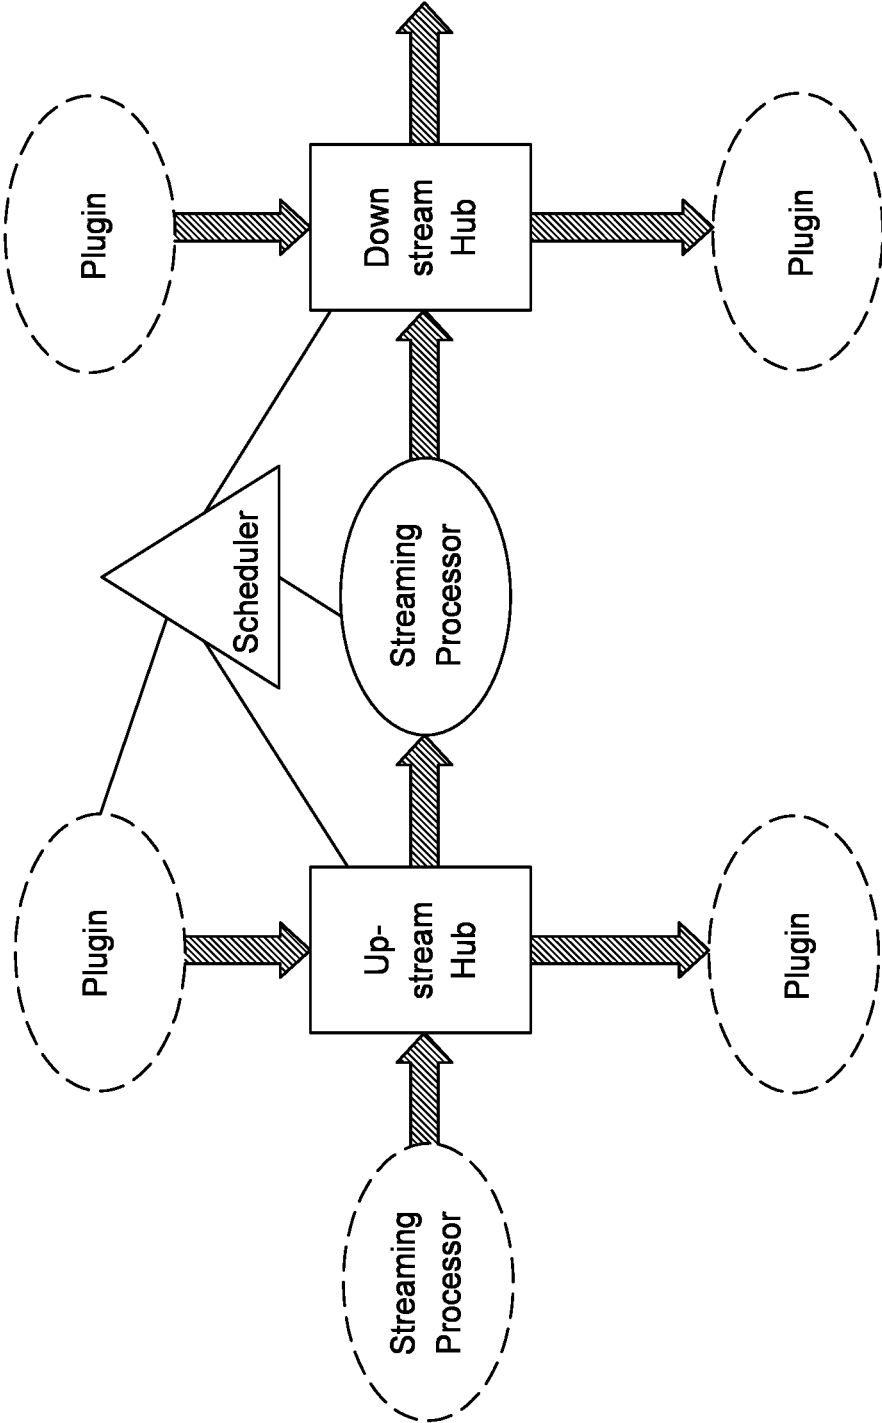 Plugin
Plugin
Scheduler
Streaming
Processor
Up-
stream
Hub
Streaming
Processor
Down
stream
Hub
Plugin
Plugin